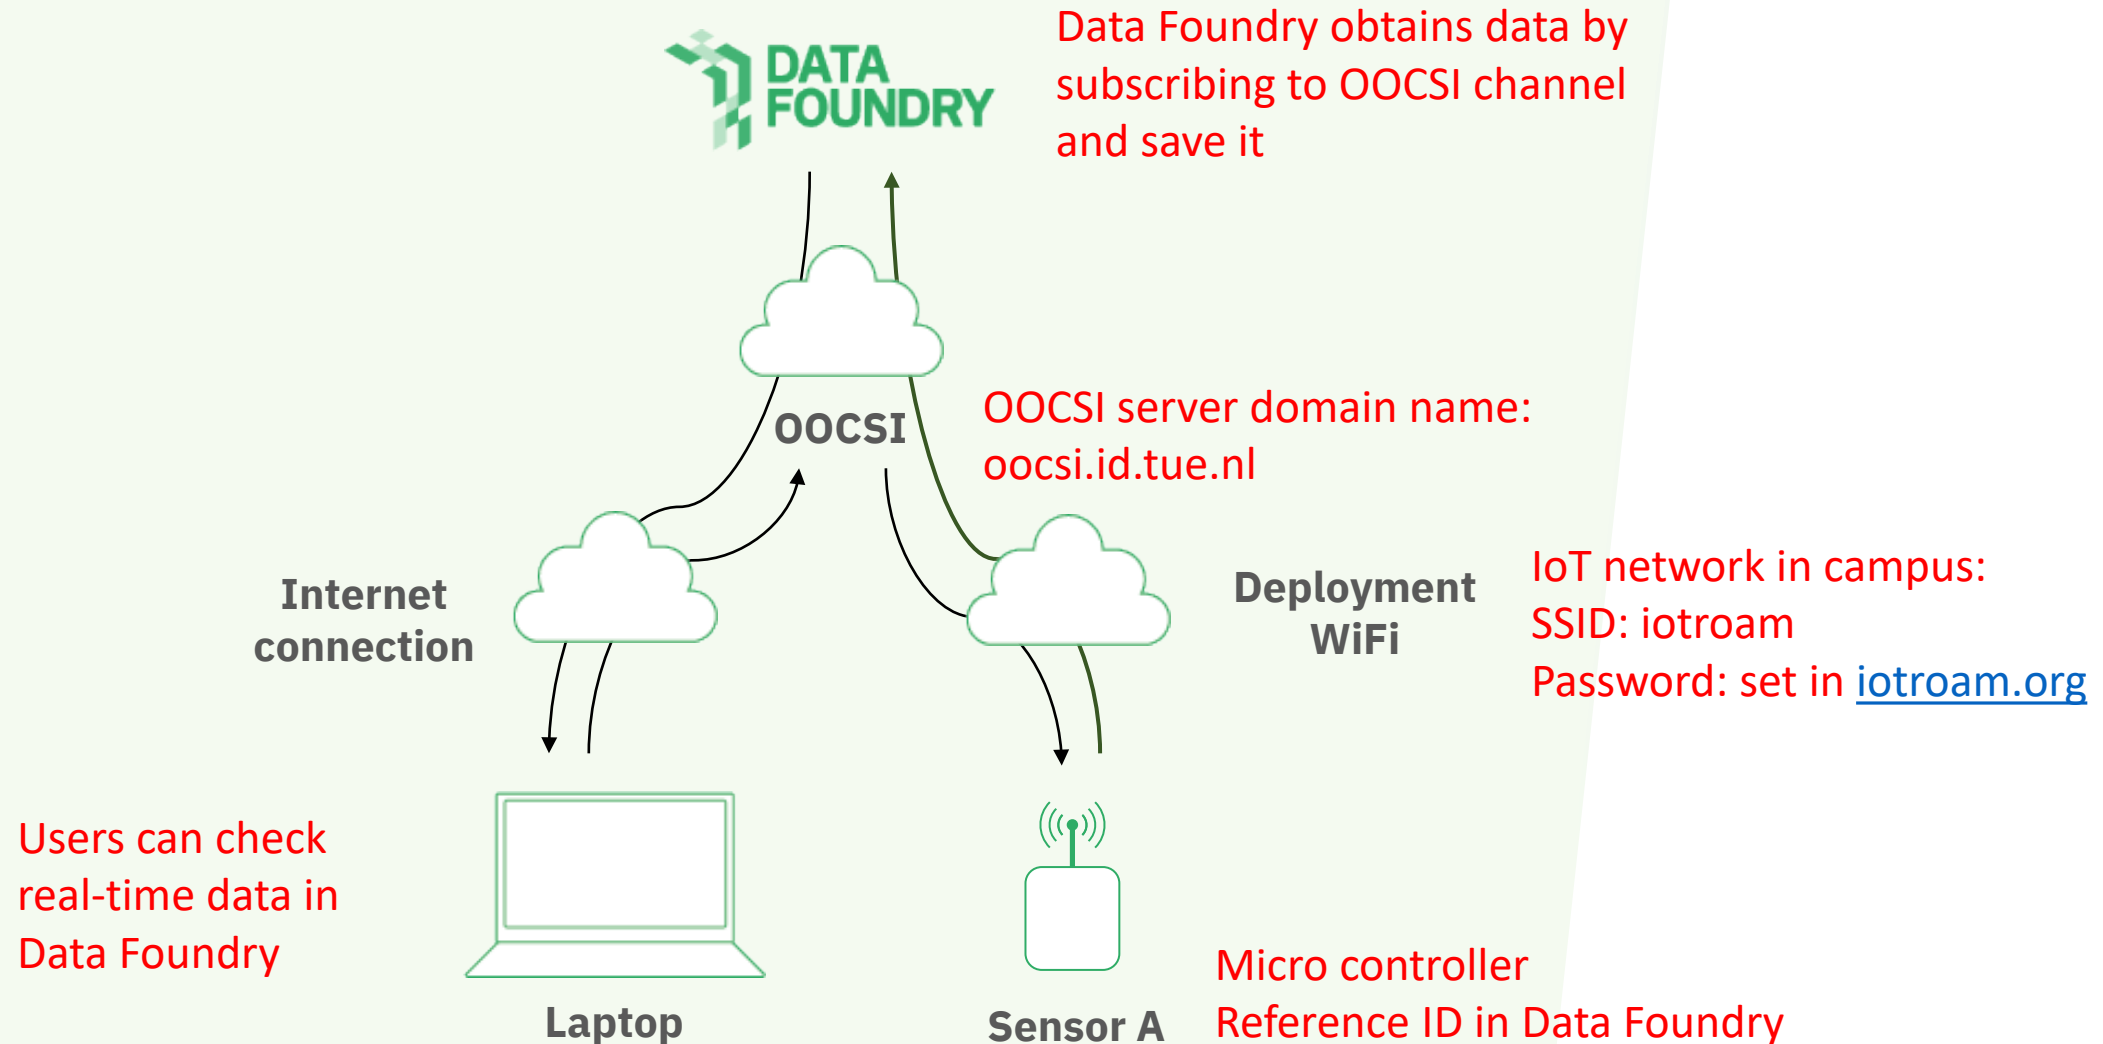 DATA
FOUNDRY
Data Foundry obtains data by
subscribing to OOCSI channel
and save it
OOCSI
OOCSI server domain name:
oocsi.id.tue.nl
Internet
connection
Deployment
WiFi
IoT network in campus:
SSID: iotroam
Password: set in iotroam.org
Users can check
real-time data in
Data Foundry
Laptop
Sensor A
Micro controller
Reference ID in Data Foundry